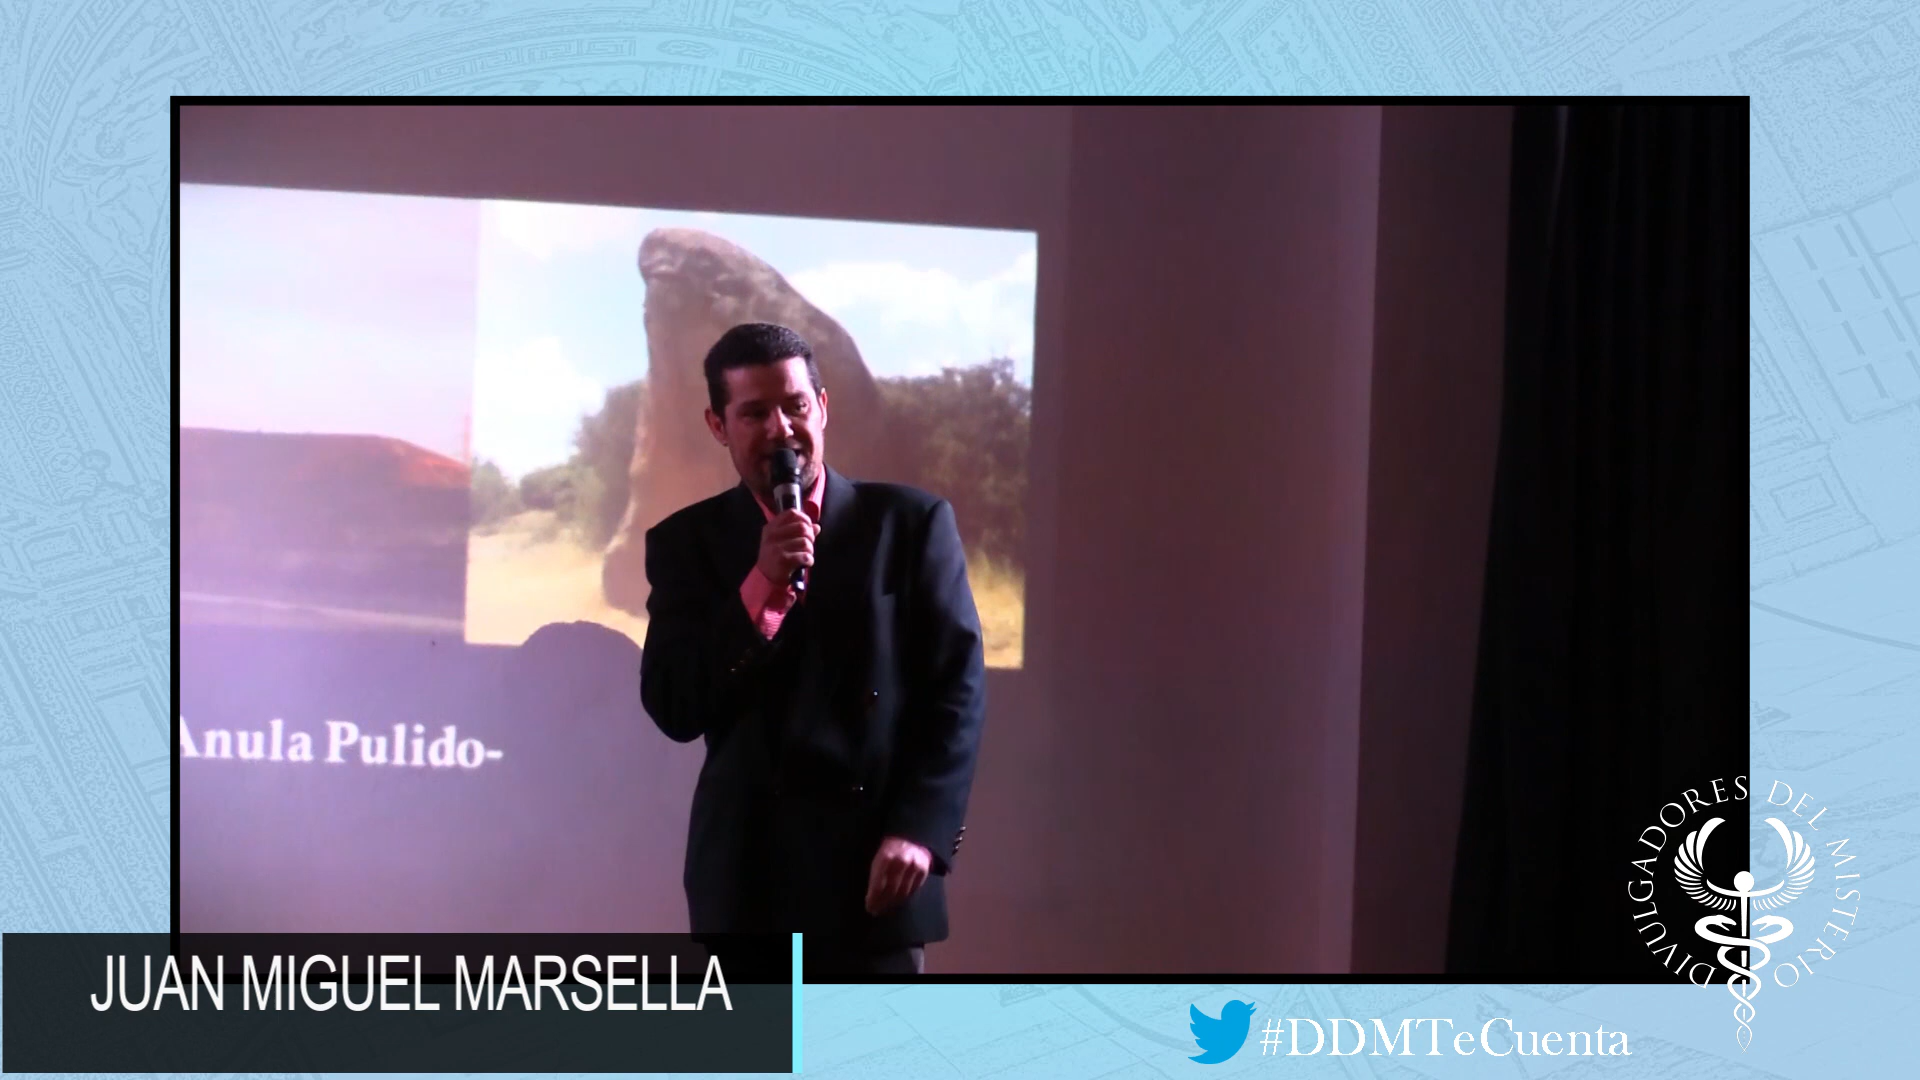 Anula Pulido-
JUAN MIGUEL MARSELLA
#DDMTeCuenta
DIVULGADORES DEL MISTERIO